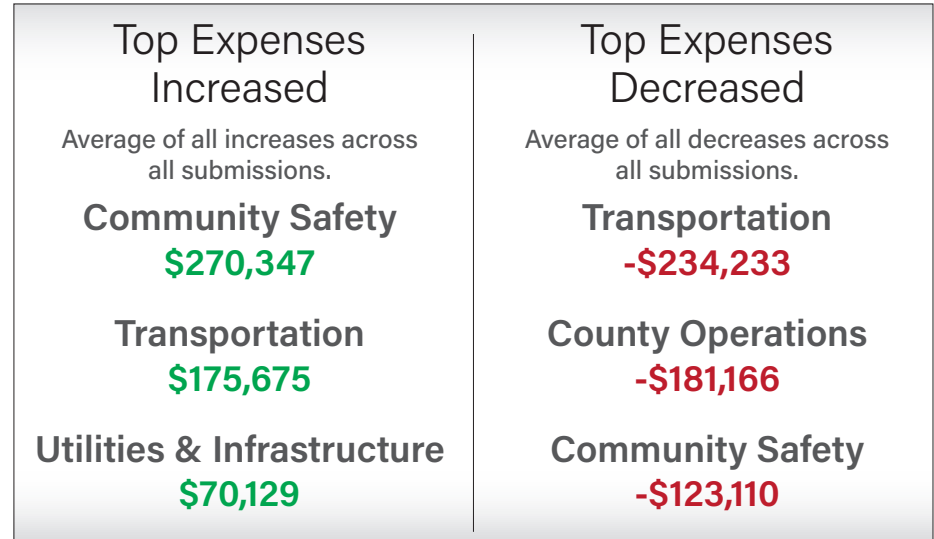 Top Expenses
Increased
Average of all increases across
all submissions.
Community Safety
$270,347
Transportation
$175,675
Utilities & Infrastructure
$70,129
Top Expenses
Decreased
Average of all decreases across
all submissions.
Transportation
-$234,233
County Operations
-$181,166
Community Safety
-$123,110